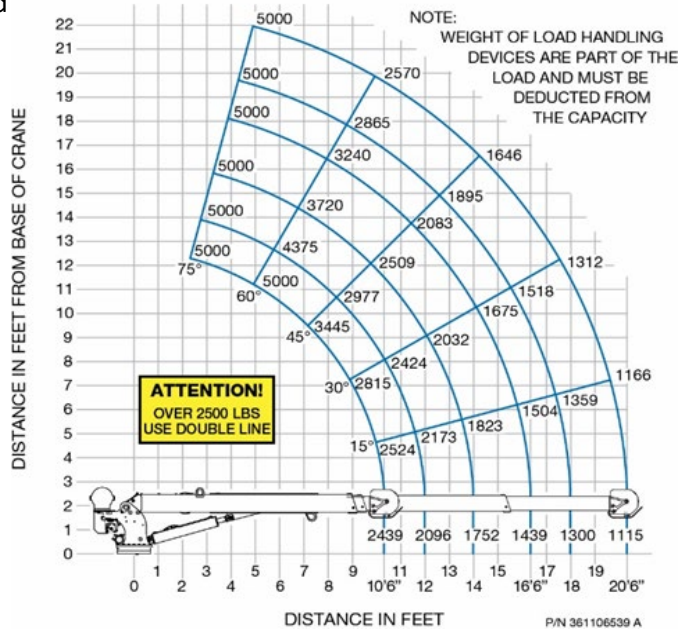 d
NOTE:
WEIGHT OF LOAD HANDLING
DEVICES ARE PART OF THE
LOAD AND MUST BE
DEDUCTED FROM
THE CAPACITY
DISTANCE IN FEET FROM BASE OF CRANE
22
21
20
19
18
17
16
15
14
13
12
11
10
9
8
7
6
5
4
3
2
1
0
5000 2570 1646 1312 1166
5000 2865 1895 1518 1359
5000 3240 2083 1675 1504
5000 3720 2509 2032 1823
5000 4375 2977 2424 2173
5000 5000 3445 2815 2524
75° 60° 45° 30° 15°
ATTENTION!
OVER 2500 LBS
USE DOUBLE LINE
2439 2096 1752 1439 1300 1115
1 3 5 7 9 11 13 15 17 19
0 2 4 6 8 10'6" 12 14 16'6" 18 20'6"
DISTANCE IN FEET
P/N 361106539 A